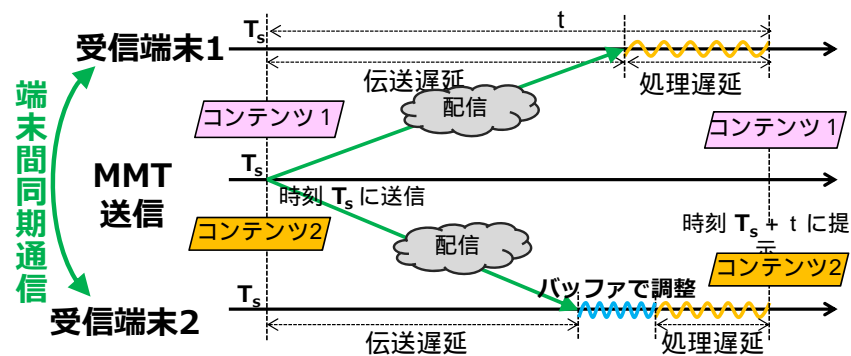 Ts
t
受信端末1
伝送遅延
処理遅延
配信
コンテンツ1
コンテンツ1
端末間同期通信
Ts
MMT
送信
時刻 Ts に送信
コンテンツ2
配信
時刻 Ts + t に提
示
コンテンツ2
バッファで調整
Ts
受信端末2
伝送遅延
処理遅延